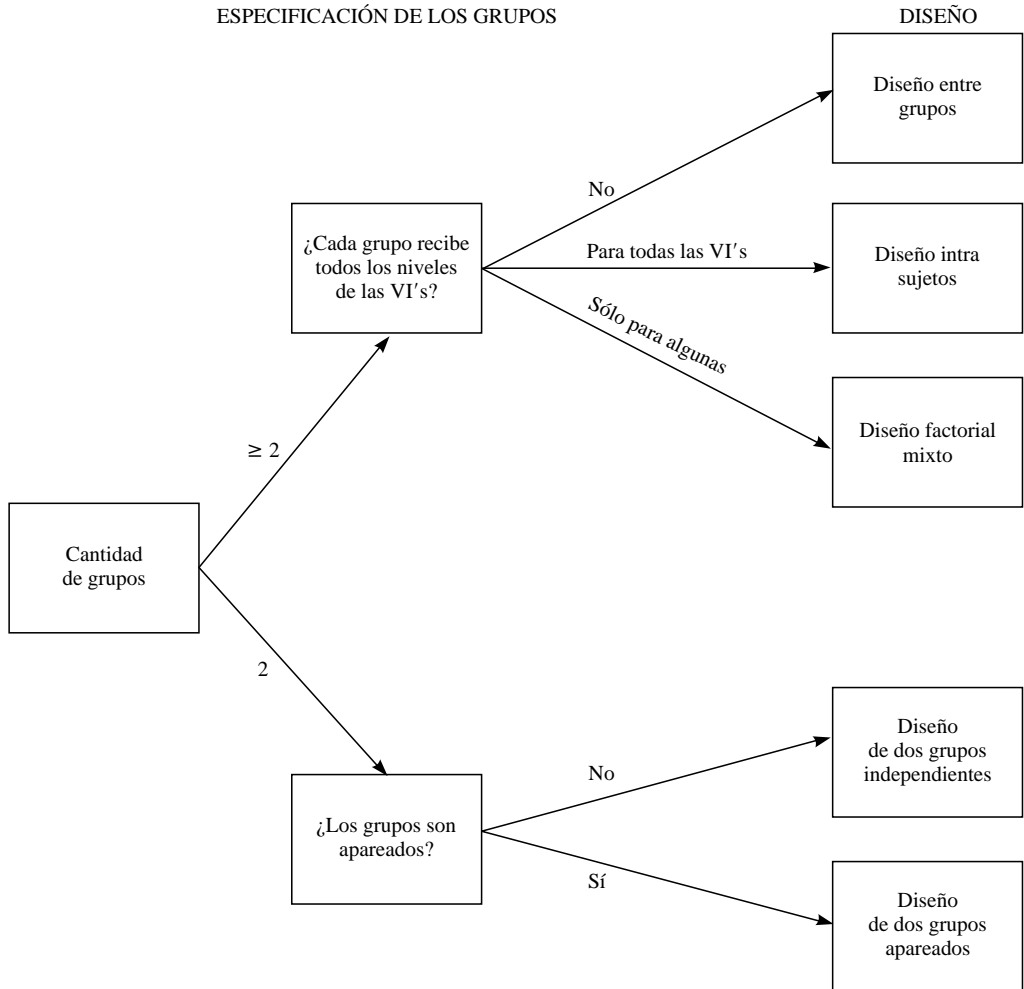 ESPECIFICACIÓN DE LOS GRUPOS
DISEÑO
Diseño entre
grupos
No
¿Cada grupo recibe
todos los niveles
de las VI′s?
Para todas las VI′s
Diseño intra
sujetos
Sólo para algunas
Diseño factorial
mixto
≥ 2
Cantidad
de grupos
2
¿Los grupos son
apareados?
No
Diseño
de dos grupos
independientes
Sí
Diseño
de dos grupos
apareados